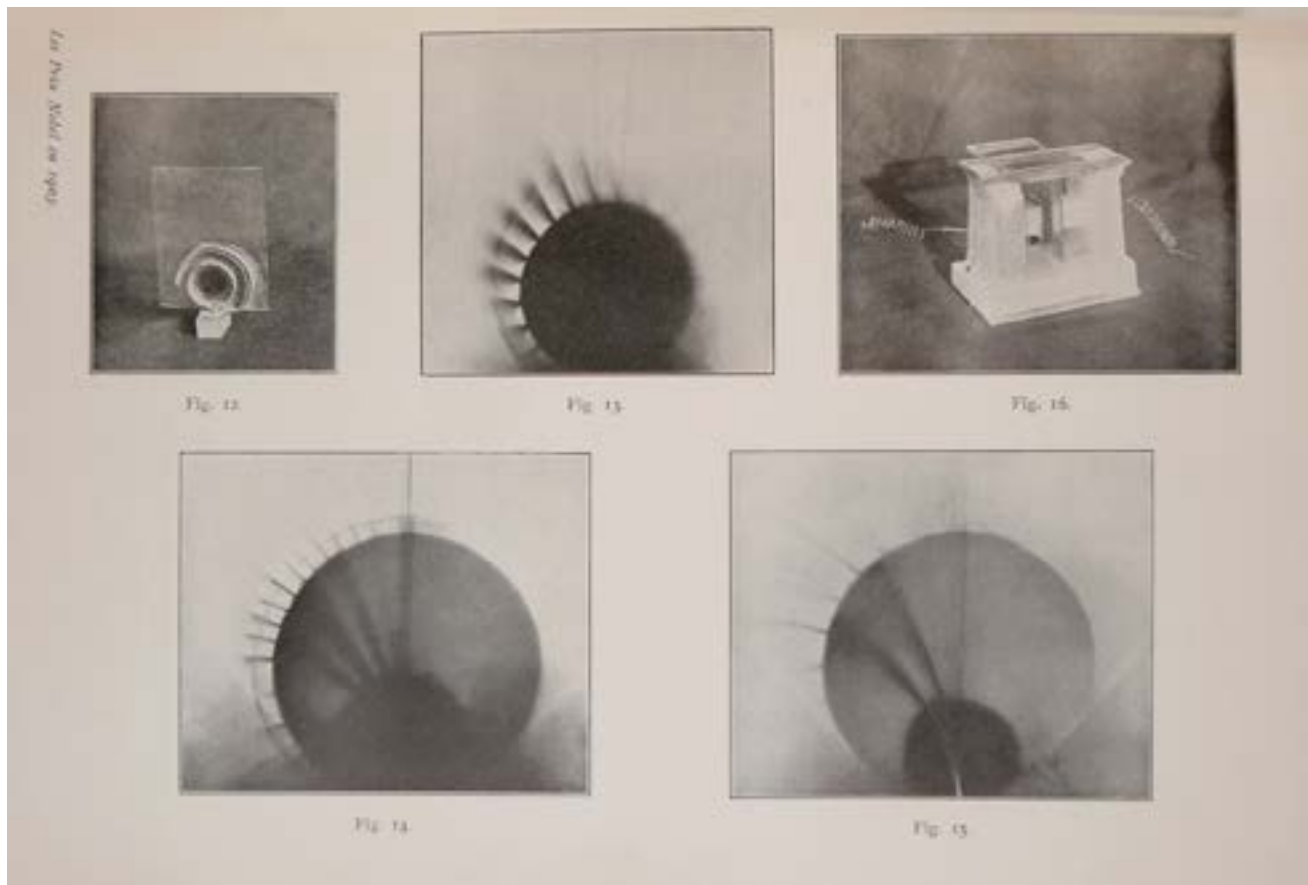 Les Prix Nobel en 1903.
Fig. 12.
Fig. 13.
Fig. 16.
Fig. 14.
Fig. 15.